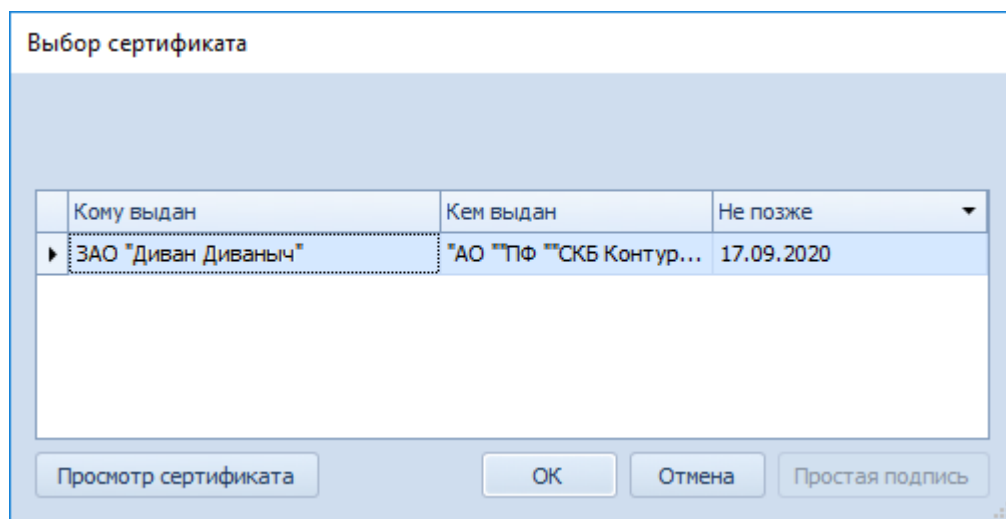 Выбор сертификата
Кому выдан Кем выдан Не позже
ЗАО "Диван Диваныч" "АО ""ПФ ""СКБ Контур... 17.09.2020
Просмотр сертификата ОК Отмена Простая подпись